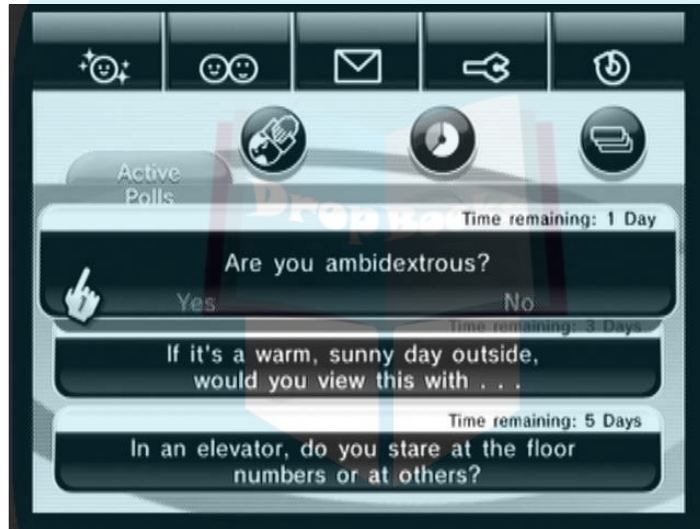 Active
Polls
Drop Books
Time remaining: 1 Day
Are you ambidextrous?
Yes
No
Time remaining: 3 Days
If it's a warm, sunny day outside,
would you view this with . . .
Time remaining: 5 Days
In an elevator, do you stare at the floor
numbers or at others?